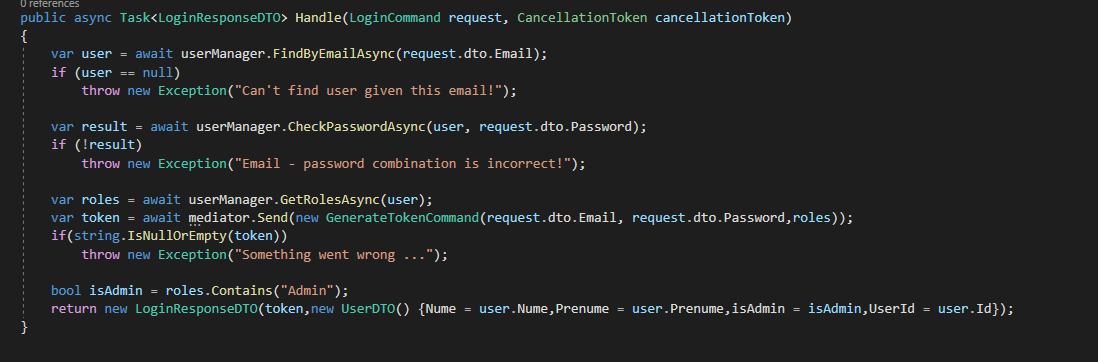 0 references
public async Task<LoginResponseDTO> Handle(LoginCommand request, CancellationToken cancellationToken)
{
    var user = await userManager.FindByEmailAsync(request.dto.Email);
    if (user == null)
        throw new Exception("Can't find user given this email!");

    var result = await userManager.CheckPasswordAsync(user, request.dto.Password);
    if (!result)
        throw new Exception("Email - password combination is incorrect!");

    var roles = await userManager.GetRolesAsync(user);
    var token = await mediator.Send(new GenerateTokenCommand(request.dto.Email, request.dto.Password,roles));
    if(string.IsNullOrEmpty(token))
        throw new Exception("Something went wrong ...");

    bool isAdmin = roles.Contains("Admin");
    return new LoginResponseDTO(token,new UserDTO() {Nume = user.Nume,Prenume = user.Prenume,isAdmin = isAdmin,UserId = user.Id});
}